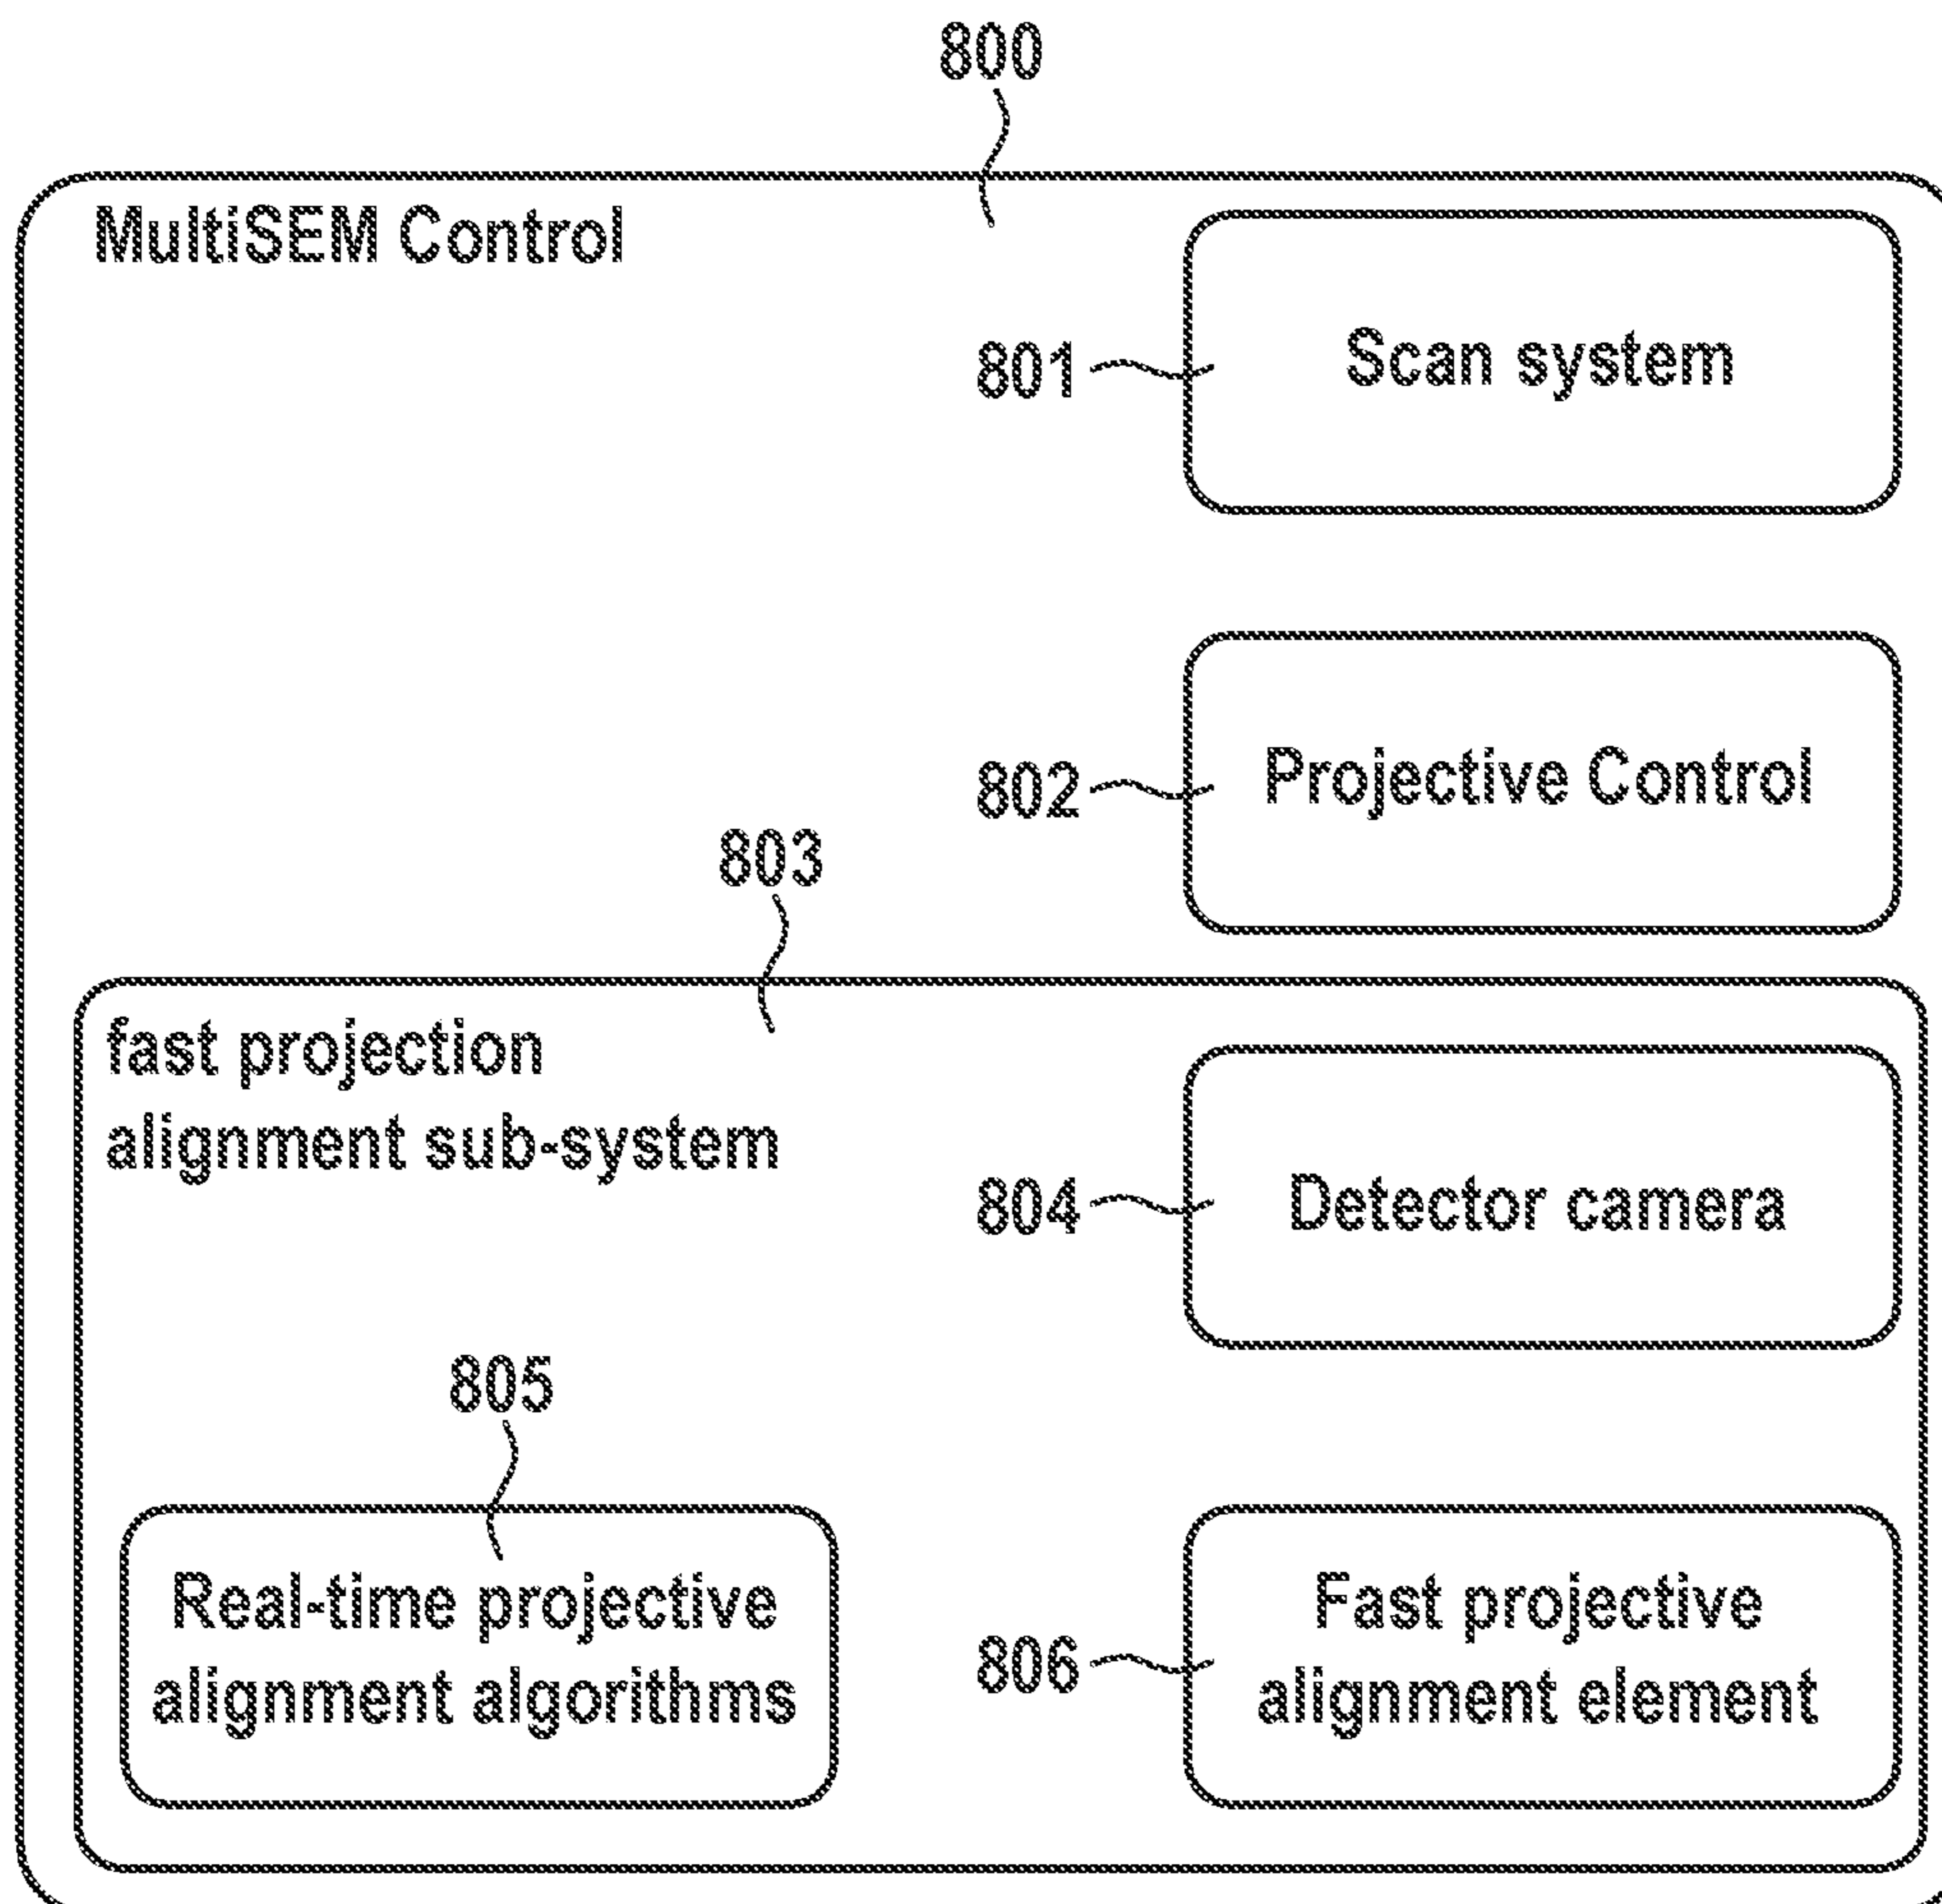 800
MultiSEM Control
801
Scan system
802
Projective Control
803
fast projection
alignment sub-system
804
Detector camera
805
Real-time projective
alignment algorithms
806
Fast projective
alignment element